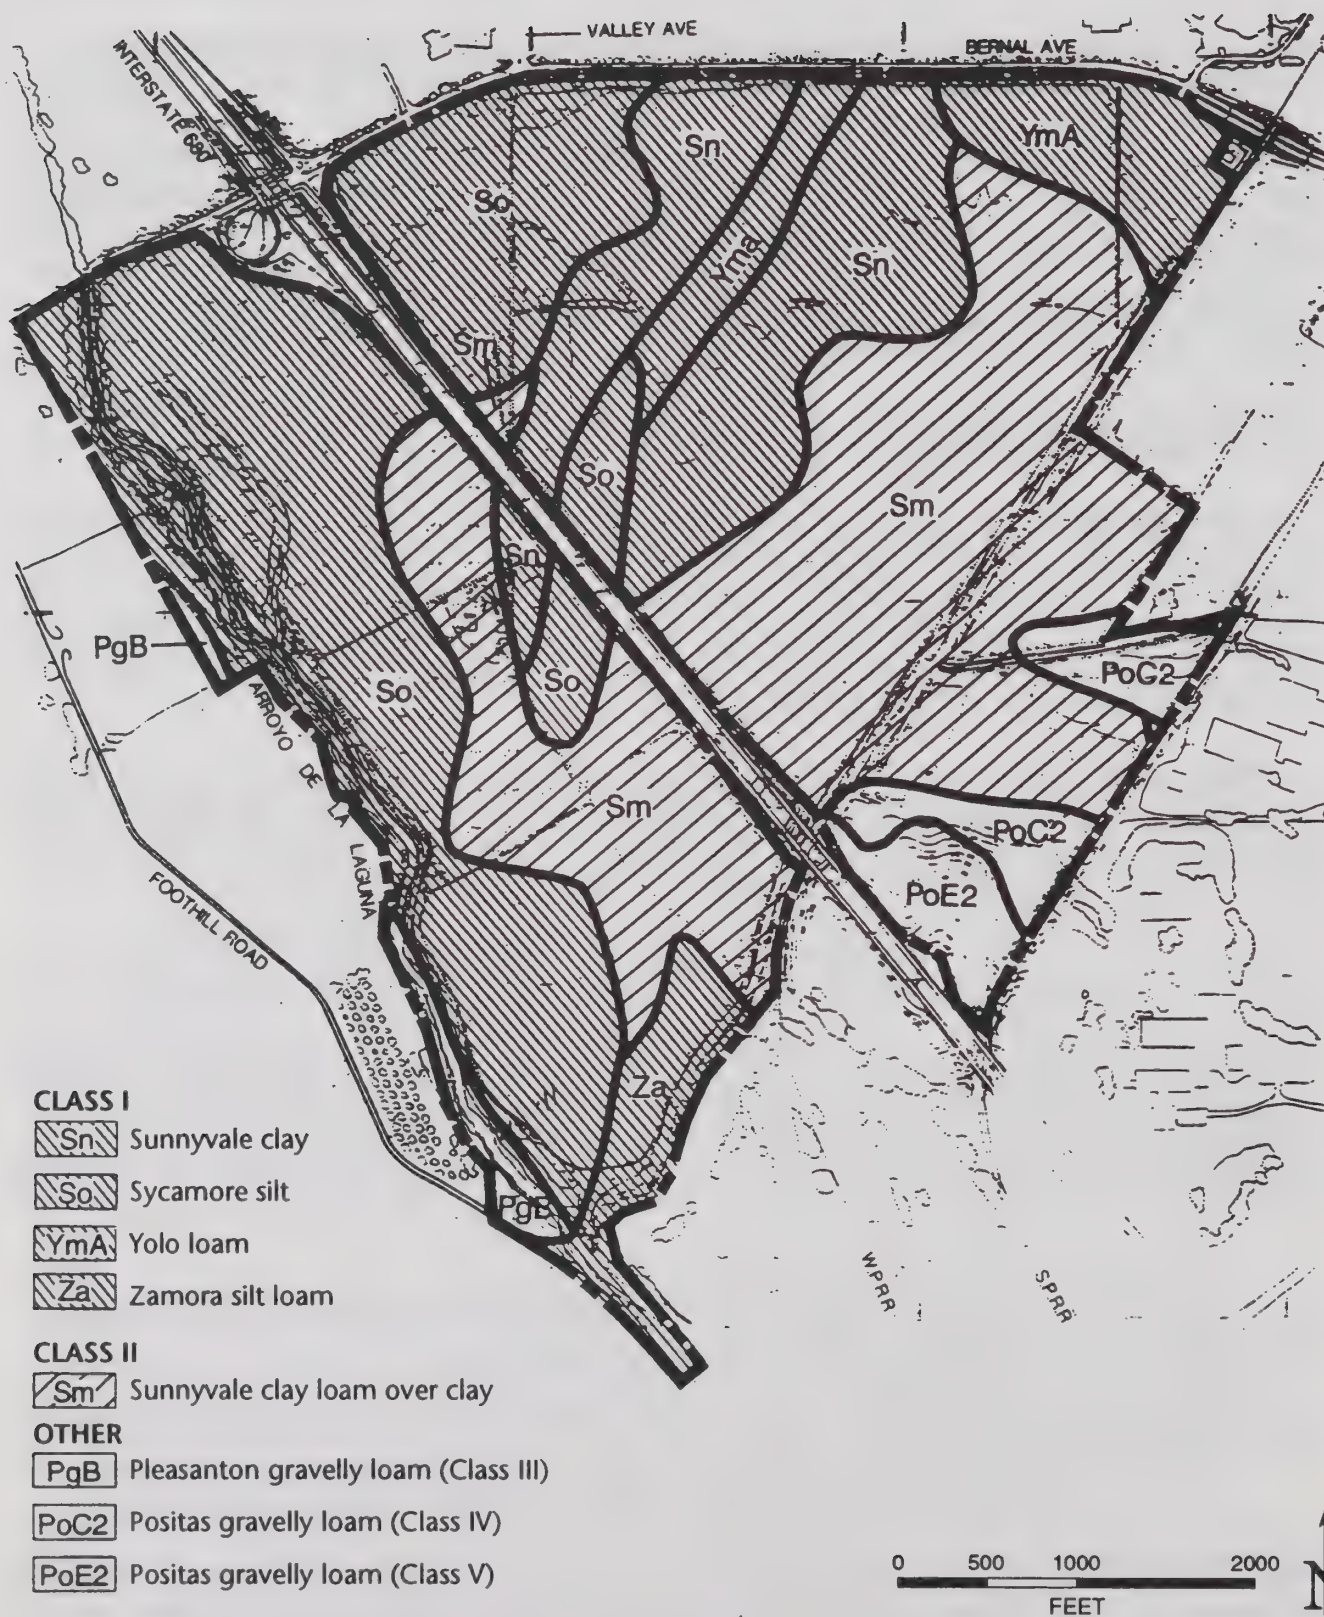 VALLEY AVE
BERNAL AVE
INTERSTATE 680
YmA
Sn
So
Yma
Sn
Sm
So
Sm
Sn
PgB
So
So
PoC2
ARROYO DE LA LAGUNA
Sm
PoC2
PoE2
FOOTHILL ROAD
Za
PgB
W.P.R.R.
S.P.R.R.
CLASS I
Sn Sunnyvale clay
So Sycamore silt
YmA Yolo loam
Za Zamora silt loam
CLASS II
Sm Sunnyvale clay loam over clay
OTHER
PgB Pleasanton gravelly loam (Class III)
PoC2 Positas gravelly loam (Class IV)
PoE2 Positas gravelly loam (Class V)
0 500 1000 2000
FEET
N